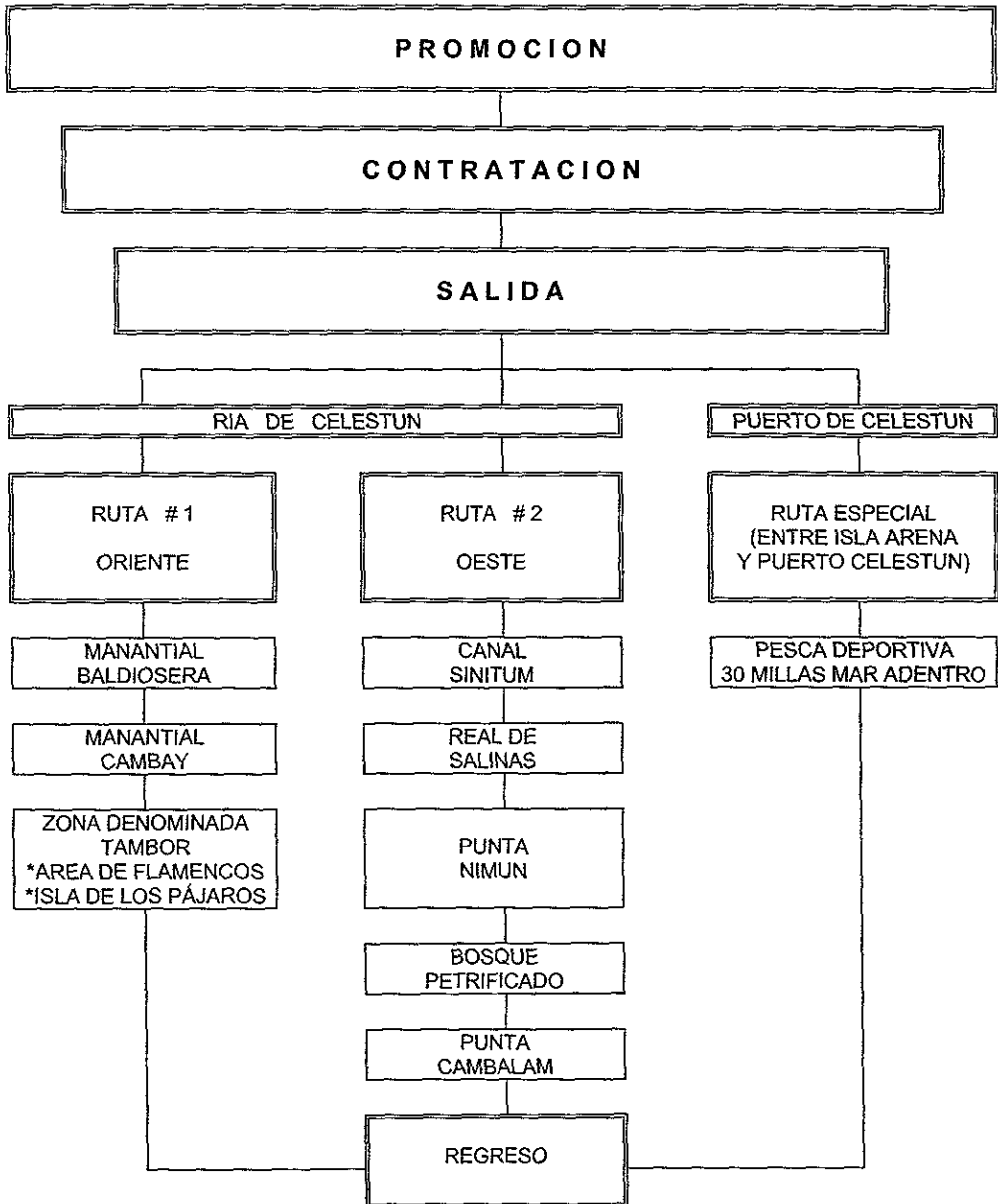 PROMOCION
CONTRATACION
SALIDA
RIA DE CELESTUN
PUERTO DE CELESTUN
RUTA #1
ORIENTE
RUTA #2
OESTE
RUTA ESPECIAL
(ENTRE ISLA ARENA
Y PUERTO CELESTUN)
MANANTIAL
BALDIOSERA
CANAL
SINITUM
PESCA DEPORTIVA
30 MILLAS MAR ADENTRO
MANANTIAL
CAMBAY
REAL DE
SALINAS
ZONA DENOMINADA
TAMBOR
*AREA DE FLAMENCOS
*ISLA DE LOS PÁJAROS
PUNTA
NIMUN
BOSQUE
PETRIFICADO
PUNTA
CAMBALAM
REGRESO